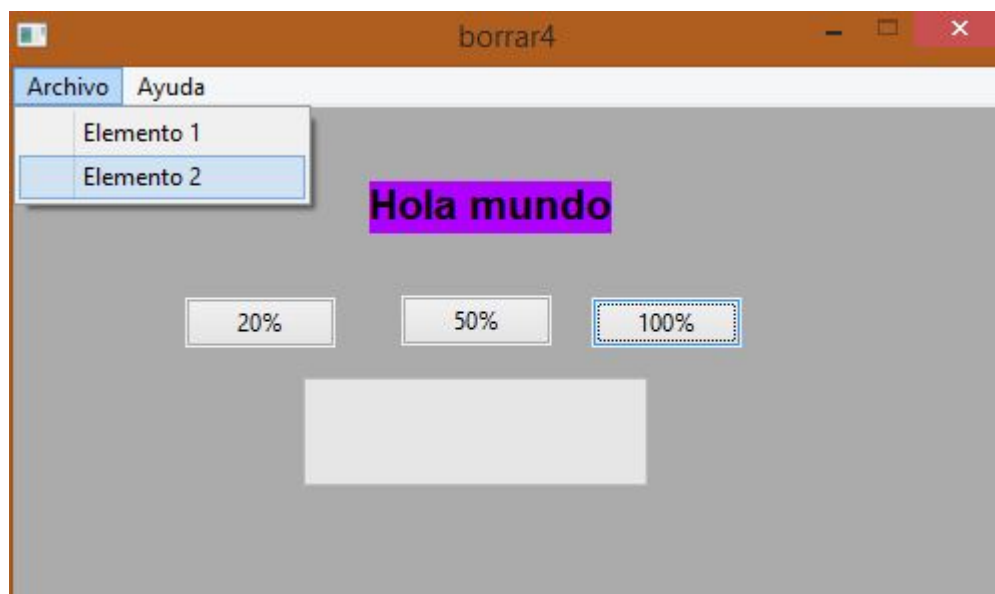 borrar4
Archivo Ayuda
Elemento 1
Elemento 2
Hola mundo
20% 50% 100%